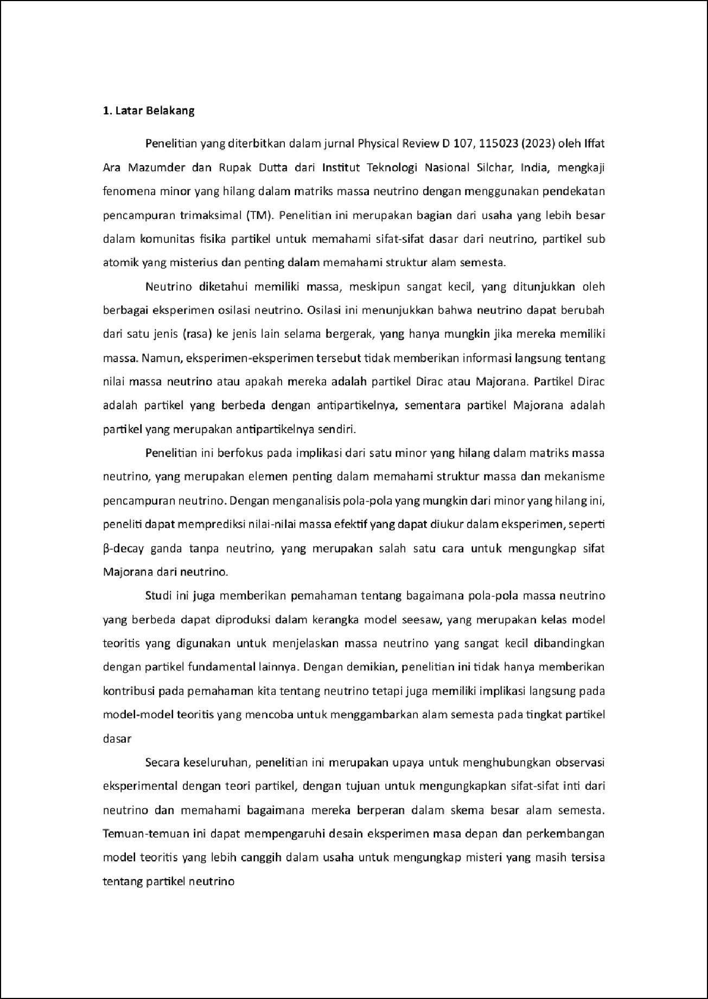 1. Latar Belakang
Penelitian yang diterbitkan dalam jurnal Physical Review D 107, 115023 (2023) oleh Iffat
Ara Mazumder dan Rupak Dutta dari Institut Teknologi Nasional Silchar, India, mengkaji
fenomena minor yang hilang dalam matriks massa neutrino dengan menggunakan pendekatan
pencampuran trimaksimal (TM). Penelitian ini merupakan bagian dari usaha yang lebih besar
dalam komunitas fisika partikel untuk memahami sifat-sifat dasar dari neutrino, partikel sub
atomik yang misterius dan penting dalam memahami struktur alam semesta.
Neutrino diketahui memiliki massa, meskipun sangat kecil, yang ditunjukkan oleh
berbagai eksperimen osilasi neutrino. Osilasi ini menunjukkan bahwa neutrino dapat berubah
dari satu jenis (rasa) ke jenis lain selama bergerak, yang hanya mungkin jika mereka memiliki
massa. Namun, eksperimen-eksperimen tersebut tidak memberikan informasi langsung tentang
nilai massa neutrino atau apakah mereka adalah partikel Dirac atau Majorana. Partikel Dirac
adalah partikel yang berbeda dengan antipartikelnya, sementara partikel Majorana adalah
partikel yang merupakan antipartikelnya sendiri.
Penelitian ini berfokus pada implikasi dari satu minor yang hilang dalam matriks massa
neutrino, yang merupakan elemen penting dalam memahami struktur massa dan mekanisme
pencampuran neutrino. Dengan menganalisis pola-pola yang mungkin dari minor yang hilang ini,
peneliti dapat memprediksi nilai-nilai massa efektif yang dapat diukur dalam eksperimen, seperti
β-decay ganda tanpa neutrino, yang merupakan salah satu cara untuk mengungkap sifat
Majorana dari neutrino.
Studi ini juga memberikan pemahaman tentang bagaimana pola-pola massa neutrino
yang berbeda dapat diproduksi dalam kerangka model seesaw, yang merupakan kelas model
teoritis yang digunakan untuk menjelaskan massa neutrino yang sangat kecil dibandingkan
dengan partikel fundamental lainnya. Dengan demikian, penelitian ini tidak hanya memberikan
kontribusi pada pemahaman kita tentang neutrino tetapi juga memiliki implikasi langsung pada
model-model teoritis yang mencoba untuk menggambarkan alam semesta pada tingkat partikel
dasar
Secara keseluruhan, penelitian ini merupakan upaya untuk menghubungkan observasi
eksperimental dengan teori partikel, dengan tujuan untuk mengungkapkan sifat-sifat inti dari
neutrino dan memahami bagaimana mereka berperan dalam skema besar alam semesta.
Temuan-temuan ini dapat mempengaruhi desain eksperimen masa depan dan perkembangan
model teoritis yang lebih canggih dalam usaha untuk mengungkap misteri yang masih tersisa
tentang partikel neutrino